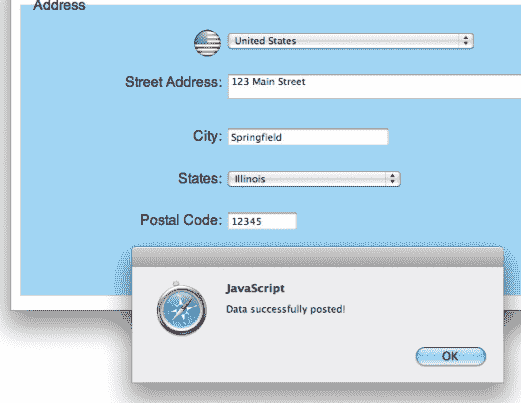 Address
United States
Street Address: 123 Main Street
City: Springfield
States: Illinois
Postal Code: 12345
JavaScript
Data successfully posted!
OK